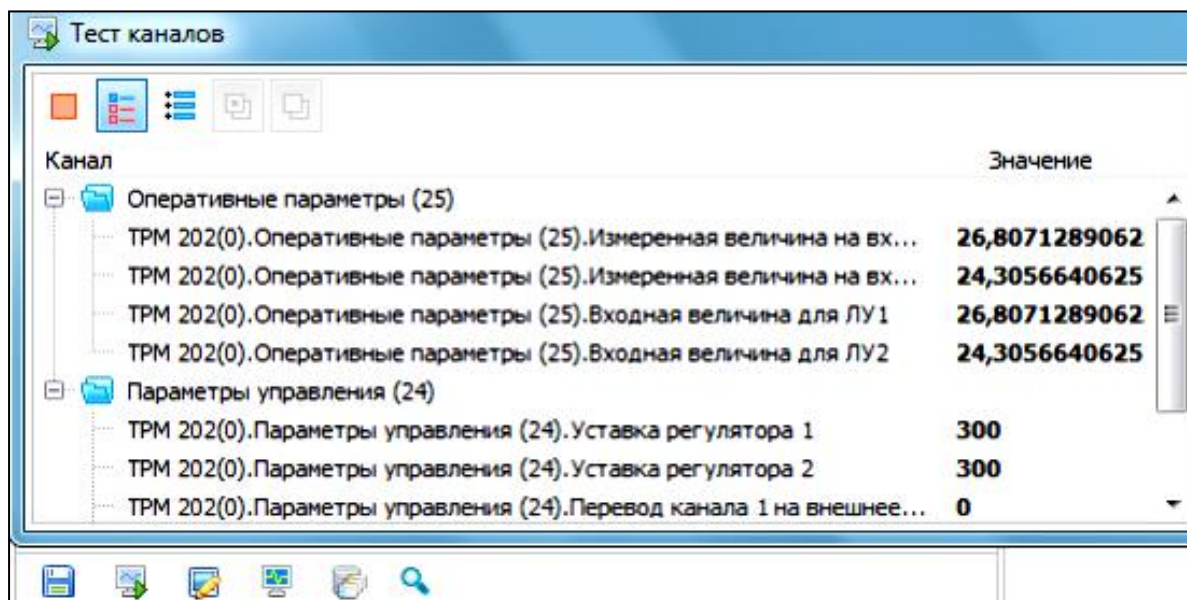 Тест каналов
Канал Значение
Оперативные параметры (25)
ТРМ 202(0).Оперативные параметры (25).Измеренная величина на вх... 26,8071289062
ТРМ 202(0).Оперативные параметры (25).Измеренная величина на вх... 24,3056640625
ТРМ 202(0).Оперативные параметры (25).Входная величина для ЛУ1 26,8071289062
ТРМ 202(0).Оперативные параметры (25).Входная величина для ЛУ2 24,3056640625
Параметры управления (24)
ТРМ 202(0).Параметры управления (24).Уставка регулятора 1 300
ТРМ 202(0).Параметры управления (24).Уставка регулятора 2 300
ТРМ 202(0).Параметры управления (24).Перевод канала 1 на внешнее... 0